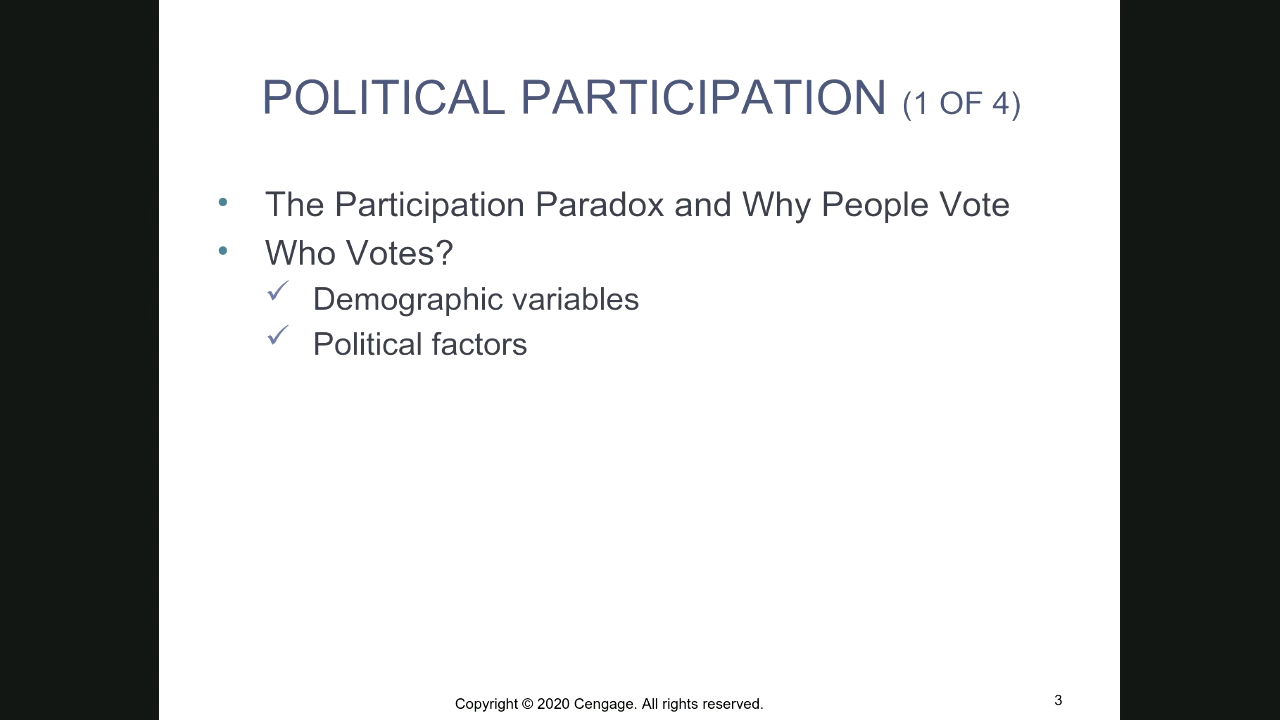 POLITICAL PARTICIPATION (1 OF 4)
• The Participation Paradox and Why People Vote
• Who Votes?
✓ Demographic variables
✓ Political factors
Copyright © 2020 Cengage. All rights reserved.
3